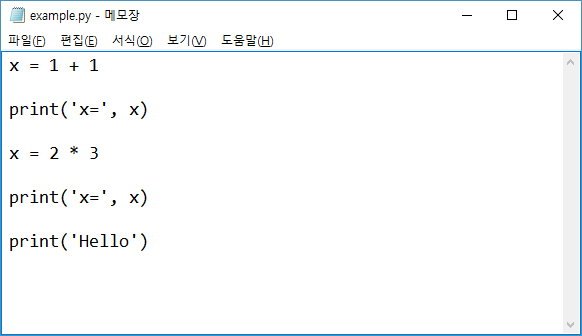 example.py - 메모장
파일(F) 편집(E) 서식(O) 보기(V) 도움말(H)
x = 1 + 1
print('x=', x)
x = 2 * 3
print('x=', x)
print('Hello')